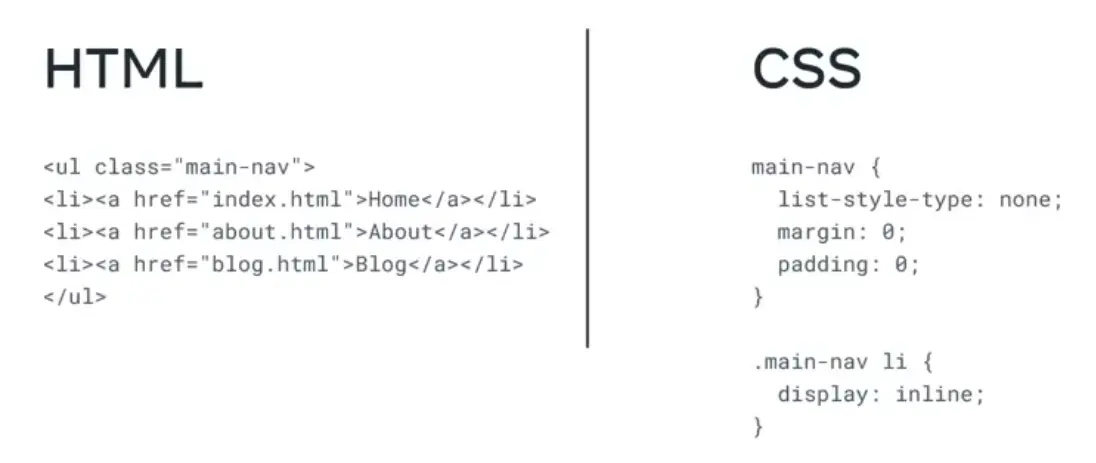 HTML
<ul class="main-nav">
<li><a href="index.html">Home</a></li>
<li><a href="about.html">About</a></li>
<li><a href="blog.html">Blog</a></li>
</ul>
CSS
main-nav {
  list-style-type: none;
  margin: 0;
  padding: 0;
}
.main-nav li {
  display: inline;
}